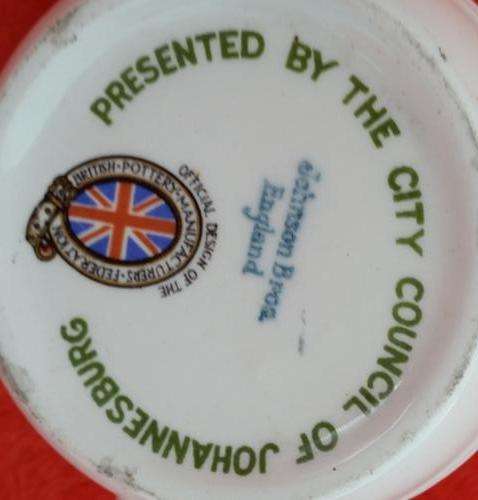 PRESENTED BY THE CITY COUNCIL OF JOHANNESBURG
OFFICIAL DESIGN OF THE
BRITISH·POTTERY·MANUFACTURERS·FEDERATION
Johnson Bros
England